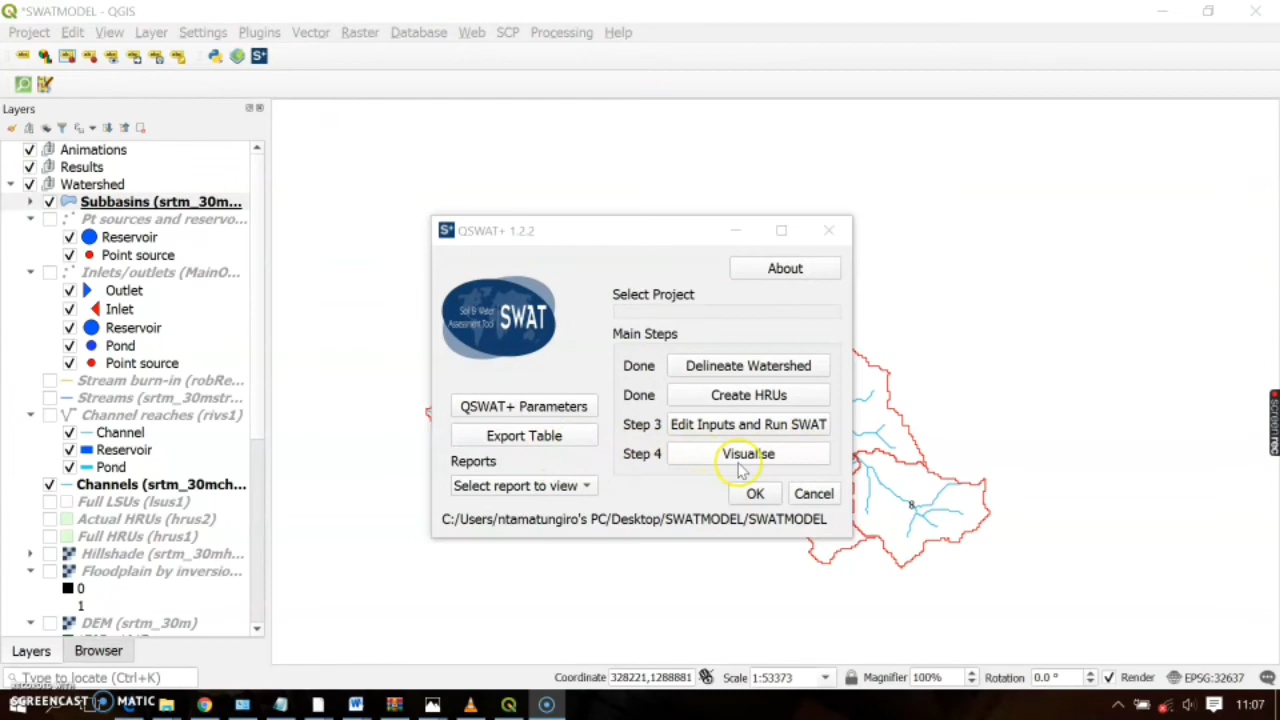 *SWATMODEL - QGIS
Project Edit View Layer Settings Plugins Vector Raster Database Web SCP Processing Help
Layers
Animations
Results
Watershed
Subbasins (srtm_30m...
Pt sources and reservo...
Reservoir
Point source
Inlets/outlets (MainO...
Outlet
Inlet
Reservoir
Pond
Point source
Stream burn-in (robRe...
Streams (srtm_30mstr...
Channel reaches (rivs1)
Channel
Reservoir
Pond
Channels (srtm_30mch...
Full LSUs (lsus1)
Actual HRUs (hrus2)
Full HRUs (hrus1)
Hillshade (srtm_30mh...
Floodplain by inversio...
0
1
DEM (srtm_30m)
Layers Browser
Type to locate (Ctrl+K)
QSWAT+ 1.2.2
About
Soil & Water
Assessment Tool
SWAT
Select Project
Main Steps
Done Delineate Watershed
Done Create HRUs
Step 3 Edit Inputs and Run SWAT
Step 4 Visualise
QSWAT+ Parameters
Export Table
Reports
Select report to view
OK Cancel
C:/Users/ntamatungiro's PC/Desktop/SWATMODEL/SWATMODEL
8
screenrec
Coordinate 328221,1288881 Scale 1:53373 Magnifier 100% Rotation 0.0 ° Render EPSG:32637
RECORDED WITH
SCREENCAST MATIC
11:07